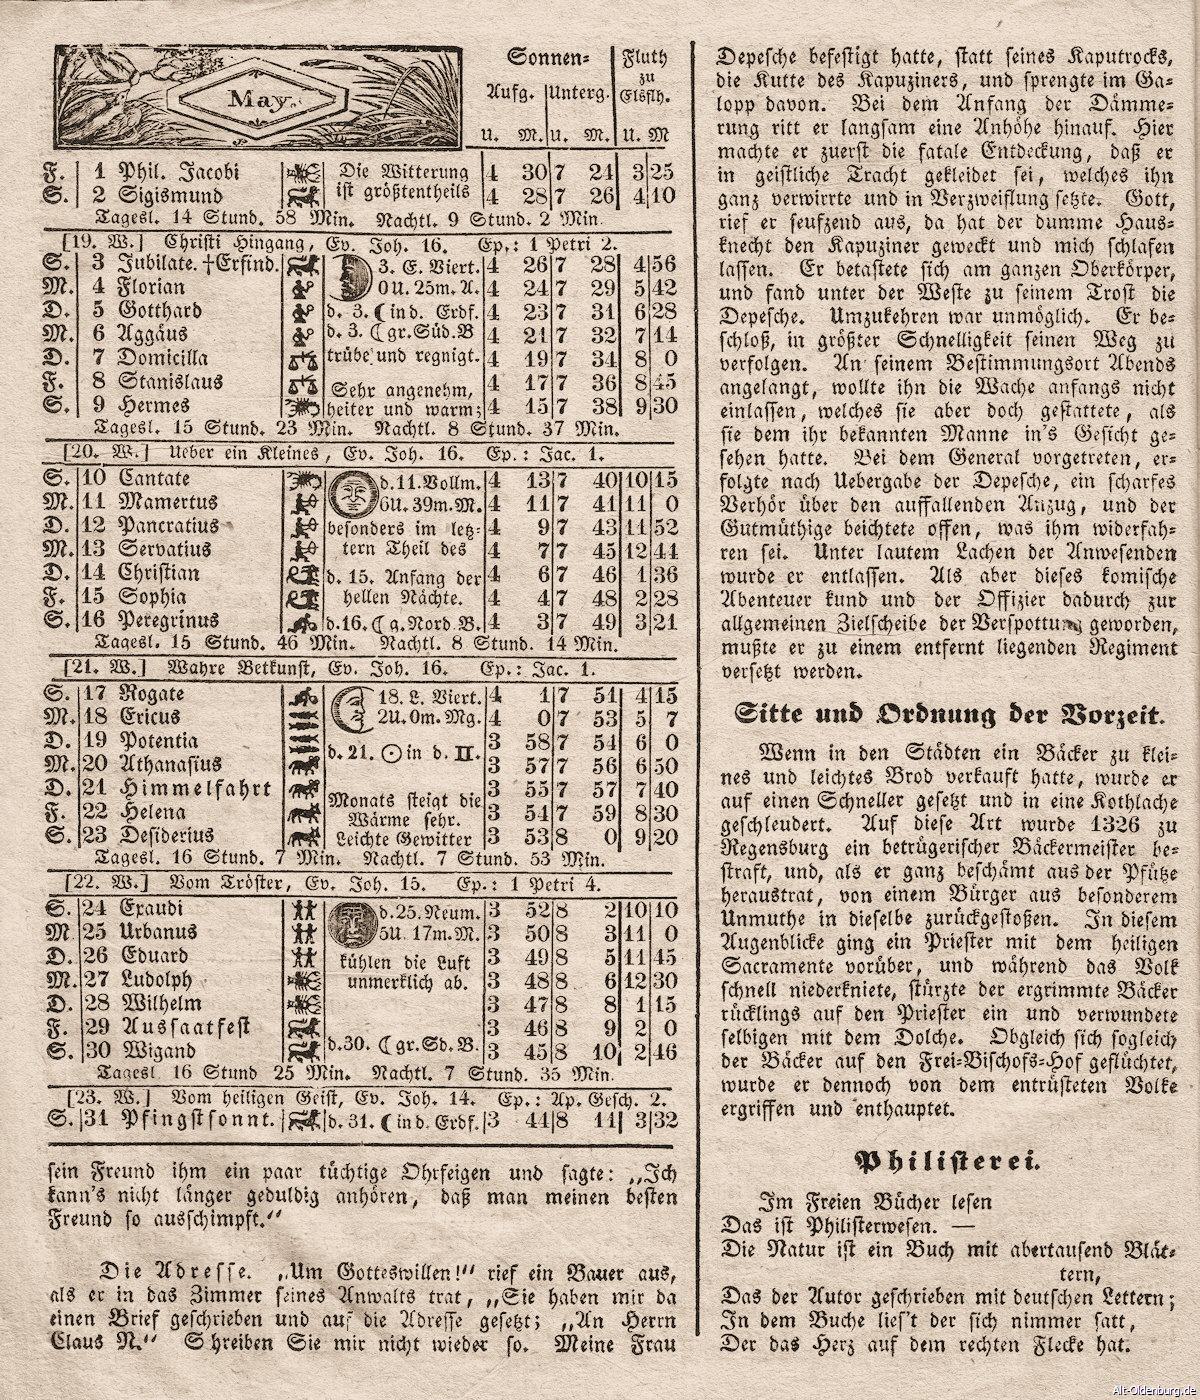 May.
Sonnen-
Fluth
zu
Elsflh.
Aufg. Unterg.
U. M. U. M. U. M
F. 1 Phil. Jacobi Die Witterung 4 30 7 24 3 25
S. 2 Sigismund ist größtentheils 4 28 7 26 4 10
Tagesl. 14 Stund. 58 Min. Nachtl. 9 Stund. 2 Min.
[19. W.] Christi Hingang, Ev. Joh. 16. Ep.: 1 Petri 2.
S. 3 Jubilate. †Erfind. 3. E. Viert. 4 26 7 28 4 56
M. 4 Florian 0U. 25m. A. 4 24 7 29 5 42
D. 5 Gotthard d. 3. ☾ in d. Erdf. 4 23 7 31 6 28
M. 6 Aggäus d. 3. ☾ gr. Süd. B 4 21 7 32 7 14
D. 7 Domicilla trübe und regnigt. 4 19 7 34 8 0
F. 8 Stanislaus Sehr angenehm, 4 17 7 36 8 45
S. 9 Hermes heiter und warm; 4 15 7 38 9 30
Tagesl. 15 Stund. 23 Min. Nachtl. 8 Stund. 37 Min.
[20. W.] Ueber ein Kleines, Ev. Joh. 16. Ep.: Jac. 1.
S. 10 Cantate d. 11. Vollm. 4 13 7 40 10 15
M. 11 Mamertus 6U. 39m. M. 4 11 7 41 11 0
D. 12 Pancratius besonders im letz- 4 9 7 43 11 52
M. 13 Servatius tern Theil des 4 7 7 45 12 44
D. 14 Christian d. 15. Anfang der 4 6 7 46 1 36
F. 15 Sophia hellen Nächte. 4 4 7 48 2 28
S. 16 Peregrinus d. 16. ☾ g. Nord. B. 4 3 7 49 3 21
Tagesl. 15 Stund. 46 Min. Nachtl. 8 Stund. 14 Min.
[21. W.] Wahre Betkunst, Ev. Joh. 16. Ep.: Jac. 1.
S. 17 Rogate 18. L. Viert. 4 1 7 51 4 15
M. 18 Ericus 2U. 0m. Mg. 4 0 7 53 5 7
D. 19 Potentia d. 21. ☉ in d. II. 3 58 7 54 6 0
M. 20 Athanasius 3 57 7 56 6 50
D. 21 Himmelfahrt 3 55 7 57 7 40
F. 22 Helena Monats steigt die Wärme sehr. 3 54 7 59 8 30
S. 23 Desiderius Leichte Gewitter 3 53 8 0 9 20
Tagesl. 16 Stund. 7 Min. Nachtl. 7 Stund. 53 Min.
[22. W.] Vom Tröster, Ev. Joh. 15. Ep.: 1 Petri 4.
S. 24 Exaudi d. 25. Neum. 3 52 8 2 10 10
M. 25 Urbanus 5U. 17m. M. 3 50 8 3 11 0
D. 26 Eduard kühlen die Luft 3 49 8 5 11 45
M. 27 Ludolph unmerklich ab. 3 48 8 6 12 30
D. 28 Wilhelm 3 47 8 8 1 15
F. 29 Aussaatfest 3 46 8 9 2 0
S. 30 Wigand d. 30. ☾ gr. Sd. B. 3 45 8 10 2 46
Tagesl. 16 Stund 25 Min. Nachtl. 7 Stund. 35 Min.
[23. W.] Vom heiligen Geist, Ev. Joh. 14. Ep.: Ap. Gesch. 2.
S. 31 Pfingstsonnt. d. 31. ☾ in d. Erdf. 3 44 8 11 3 32
sein Freund ihm ein paar tüchtige Ohrfeigen und sagte: „Ich
kann's nicht länger geduldig anhören, daß man meinen besten
Freund so ausschimpft.“
Die Adresse. „Um Gotteswillen!“ rief ein Bauer aus,
als er in das Zimmer seines Anwalts trat, „Sie haben mir da
einen Brief geschrieben und auf die Adresse gesetzt; „An Herrn
Claus N.“ Schreiben Sie mir nicht wieder so. Meine Frau
Depesche befestigt hatte, statt seines Kaputrocks,
die Kutte des Kapuziners, und sprengte im Ga-
lopp davon. Bei dem Anfang der Dämme-
rung ritt er langsam eine Anhöhe hinauf. Hier
machte er zuerst die fatale Entdeckung, daß er
in geistliche Tracht gekleidet sei, welches ihn
ganz verwirrte und in Verzweiflung setzte. Gott,
rief er seufzend aus, da hat der dumme Haus-
knecht den Kapuziner geweckt und mich schlafen
lassen. Er betastete sich am ganzen Oberkörper,
und fand unter der Weste zu seinem Trost die
Depesche. Umzukehren war unmöglich. Er be-
schloß, in größter Schnelligkeit seinen Weg zu
verfolgen. An seinem Bestimmungsort Abends
angelangt, wollte ihn die Wache anfangs nicht
einlassen, welches sie aber doch gestattete, als
sie dem ihr bekannten Manne in's Gesicht ge-
sehen hatte. Bei dem General vorgetreten, er-
folgte nach Uebergabe der Depesche, ein scharfes
Verhör über den auffallenden Anzug, und der
Gutmüthige beichtete offen, was ihm widerfah-
ren sei. Unter lautem Lachen der Anwesenden
wurde er entlassen. Als aber dieses komische
Abenteuer kund und der Offizier dadurch zur
allgemeinen Zielscheibe der Verspottung geworden,
mußte er zu einem entfernt liegenden Regiment
versetzt werden.
Sitte und Ordnung der Vorzeit.
Wenn in den Städten ein Bäcker zu klei-
nes und leichtes Brod verkauft hatte, wurde er
auf einen Schneller gesetzt und in eine Kothlache
geschleudert. Auf diese Art wurde 1326 zu
Regensburg ein betrügerischer Bäckermeister be-
straft, und, als er ganz beschämt aus der Pfütze
heraustrat, von einem Bürger aus besonderem
Unmuthe in dieselbe zurückgestoßen. In diesem
Augenblicke ging ein Priester mit dem heiligen
Sacramente vorüber, und während das Volk
schnell niederkniete, stürzte der ergrimmte Bäcker
rücklings auf den Priester ein und verwundete
selbigen mit dem Dolche. Obgleich sich sogleich
der Bäcker auf den Frei-Bischofs-Hof geflüchtet,
wurde er dennoch von dem entrüsteten Volke
ergriffen und enthauptet.
Philisterei.
Im Freien Bücher lesen
Das ist Philisterwesen. —
Die Natur ist ein Buch mit abertausend Blät-
tern,
Das der Autor geschrieben mit deutschen Lettern;
In dem Buche lies't der sich nimmer satt,
Der das Herz auf dem rechten Flecke hat.
Alt-Oldenburg.de